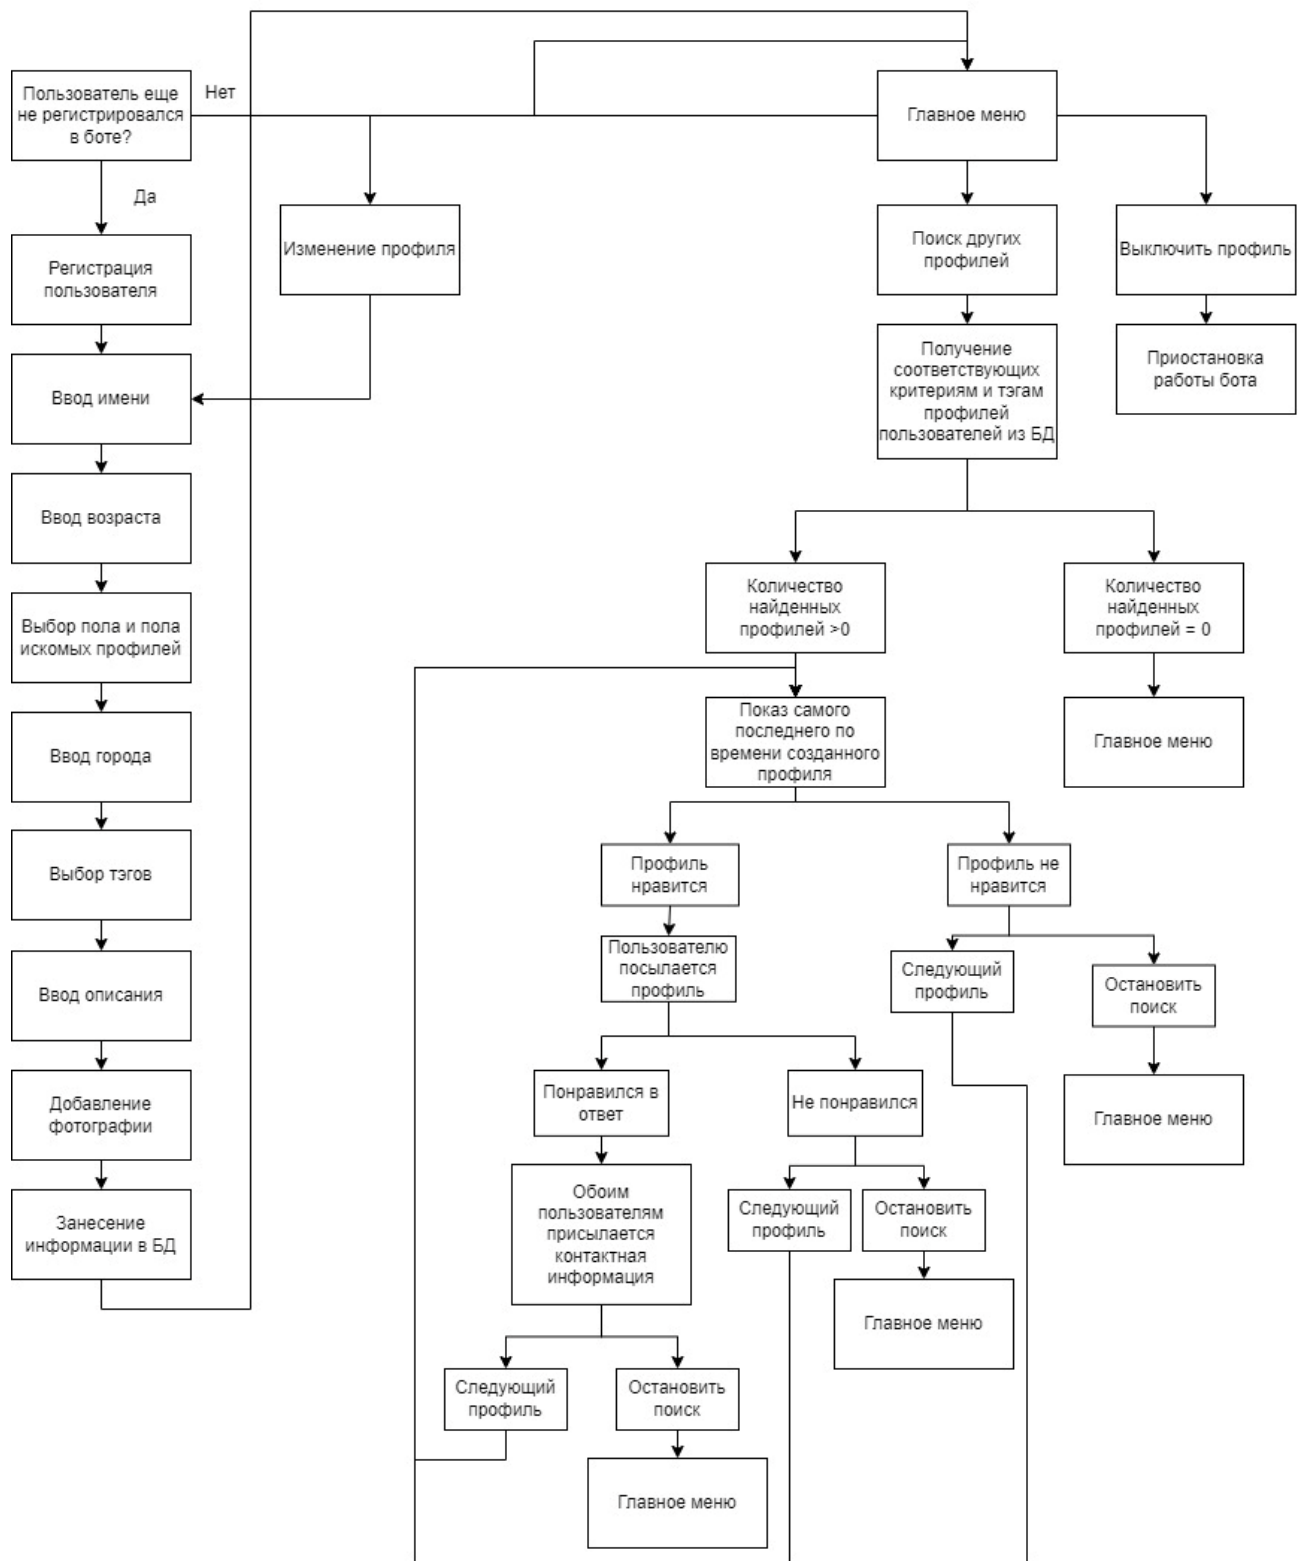 Пользователь еще
не регистрировался
в боте?
Нет
Да
Регистрация
пользователя
Ввод имени
Ввод возраста
Выбор пола и пола
искомых профилей
Ввод города
Выбор тэгов
Ввод описания
Добавление
фотографии
Занесение
информации в БД
Изменение профиля
Главное меню
Поиск других
профилей
Выключить профиль
Получение
соответствующих
критериям и тэгам
профилей
пользователей из БД
Приостановка
работы бота
Количество
найденных
профилей >0
Количество
найденных
профилей = 0
Показ самого
последнего по
времени созданного
профиля
Главное меню
Профиль
нравится
Профиль не
нравится
Пользователю
посылается
профиль
Следующий
профиль
Остановить
поиск
Главное меню
Понравился в
ответ
Не понравился
Обоим
пользователям
присылается
контактная
информация
Следующий
профиль
Остановить
поиск
Главное меню
Следующий
профиль
Остановить
поиск
Главное меню